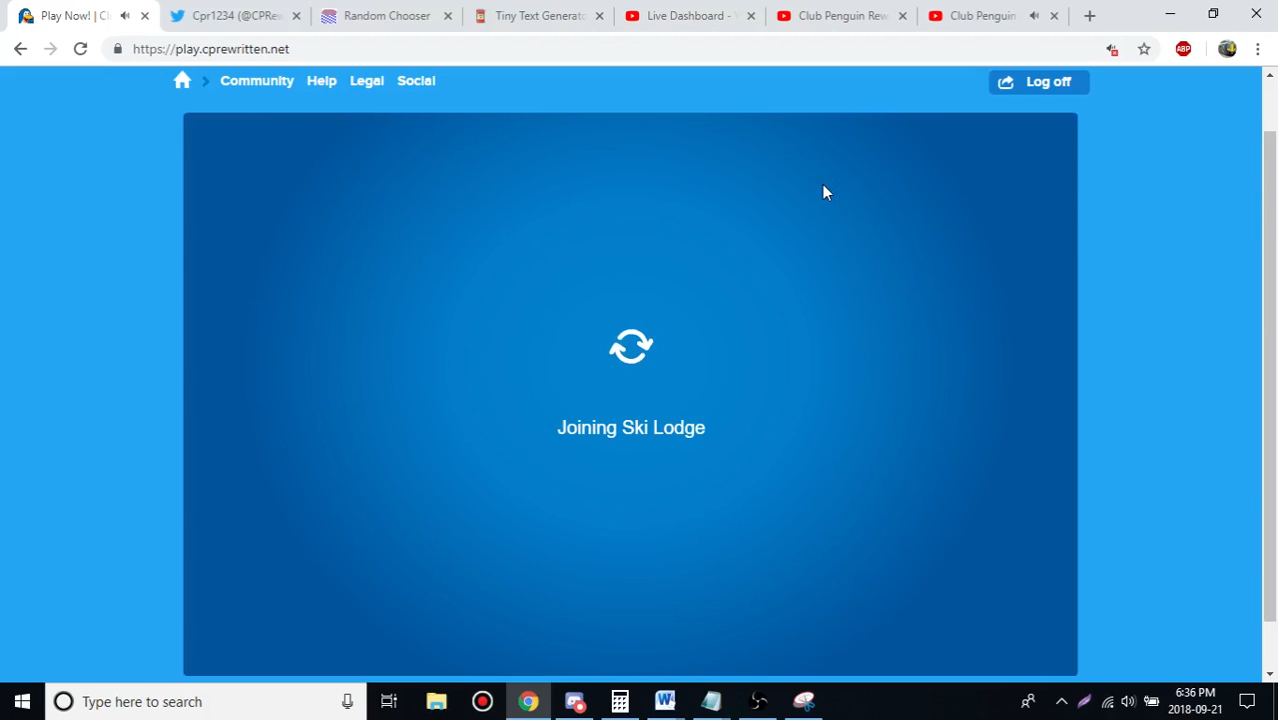 Play Now! | C
Cpr1234 (@CPRe
Random Chooser
Tiny Text Generato
Live Dashboard - Y
Club Penguin Rew
Club Penguin
https://play.cprewritten.net
ABP
Community
Help
Legal
Social
Log off
Joining Ski Lodge
Type here to search
6:36 PM
2018-09-21